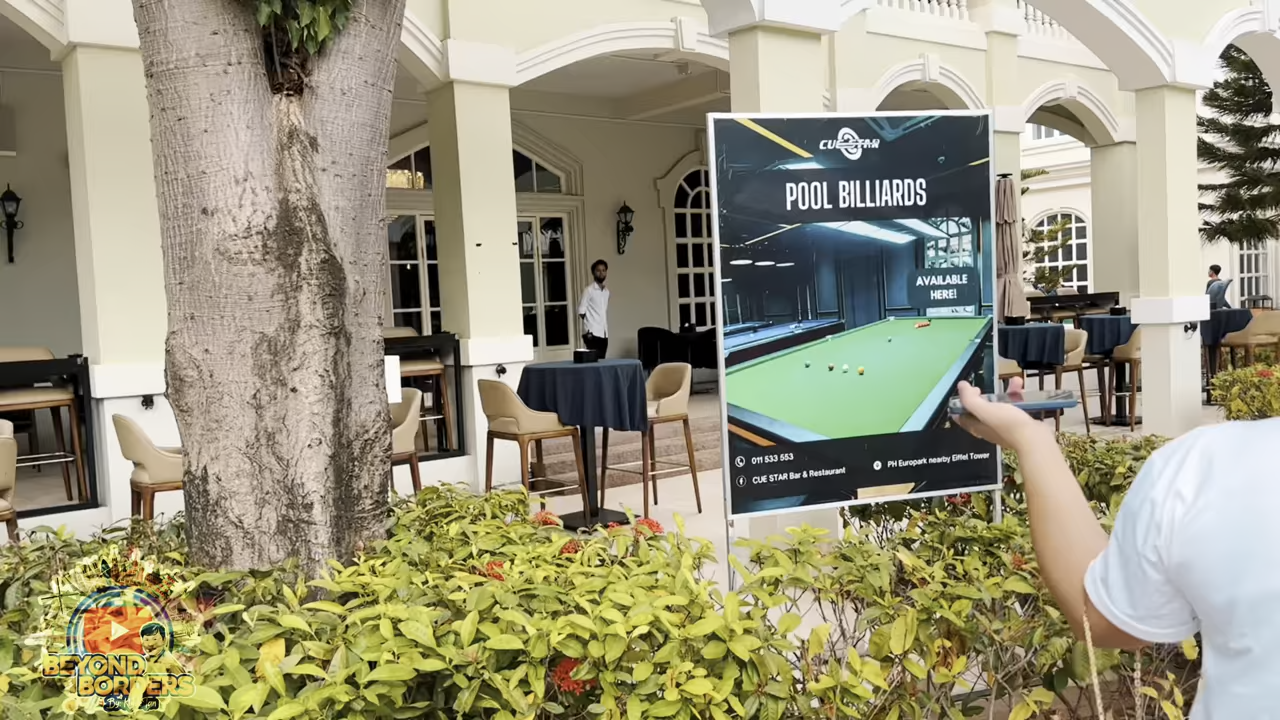 CUE STAR
POOL BILLIARDS
AVAILABLE
HERE!
011 533 553
CUE STAR Bar & Restaurant
PH Europark nearby Eiffel Tower
BEYOND
BORDERS
By